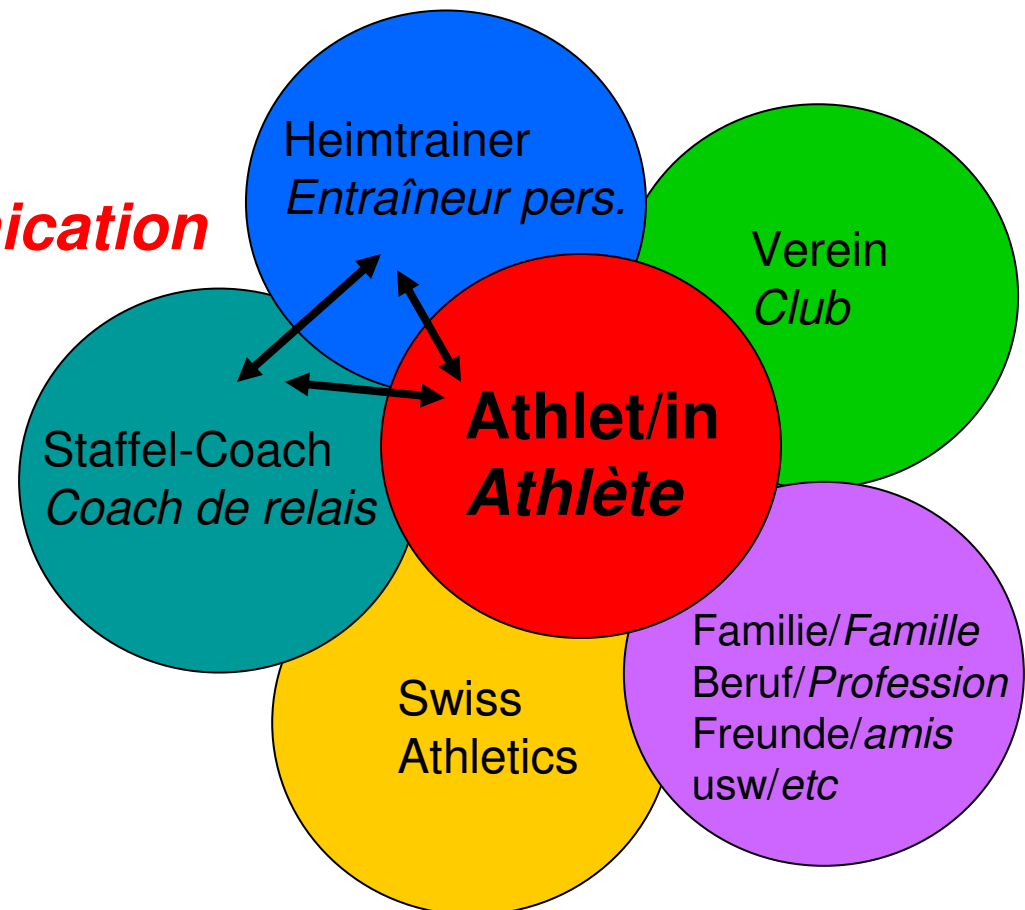 Heimtrainer
Entraîneur pers.
ication
Verein
Club
Athlet/in
Athlète
Staffel-Coach
Coach de relais
Swiss
Athletics
Familie/Famille
Beruf/Profession
Freunde/amis
usw/etc